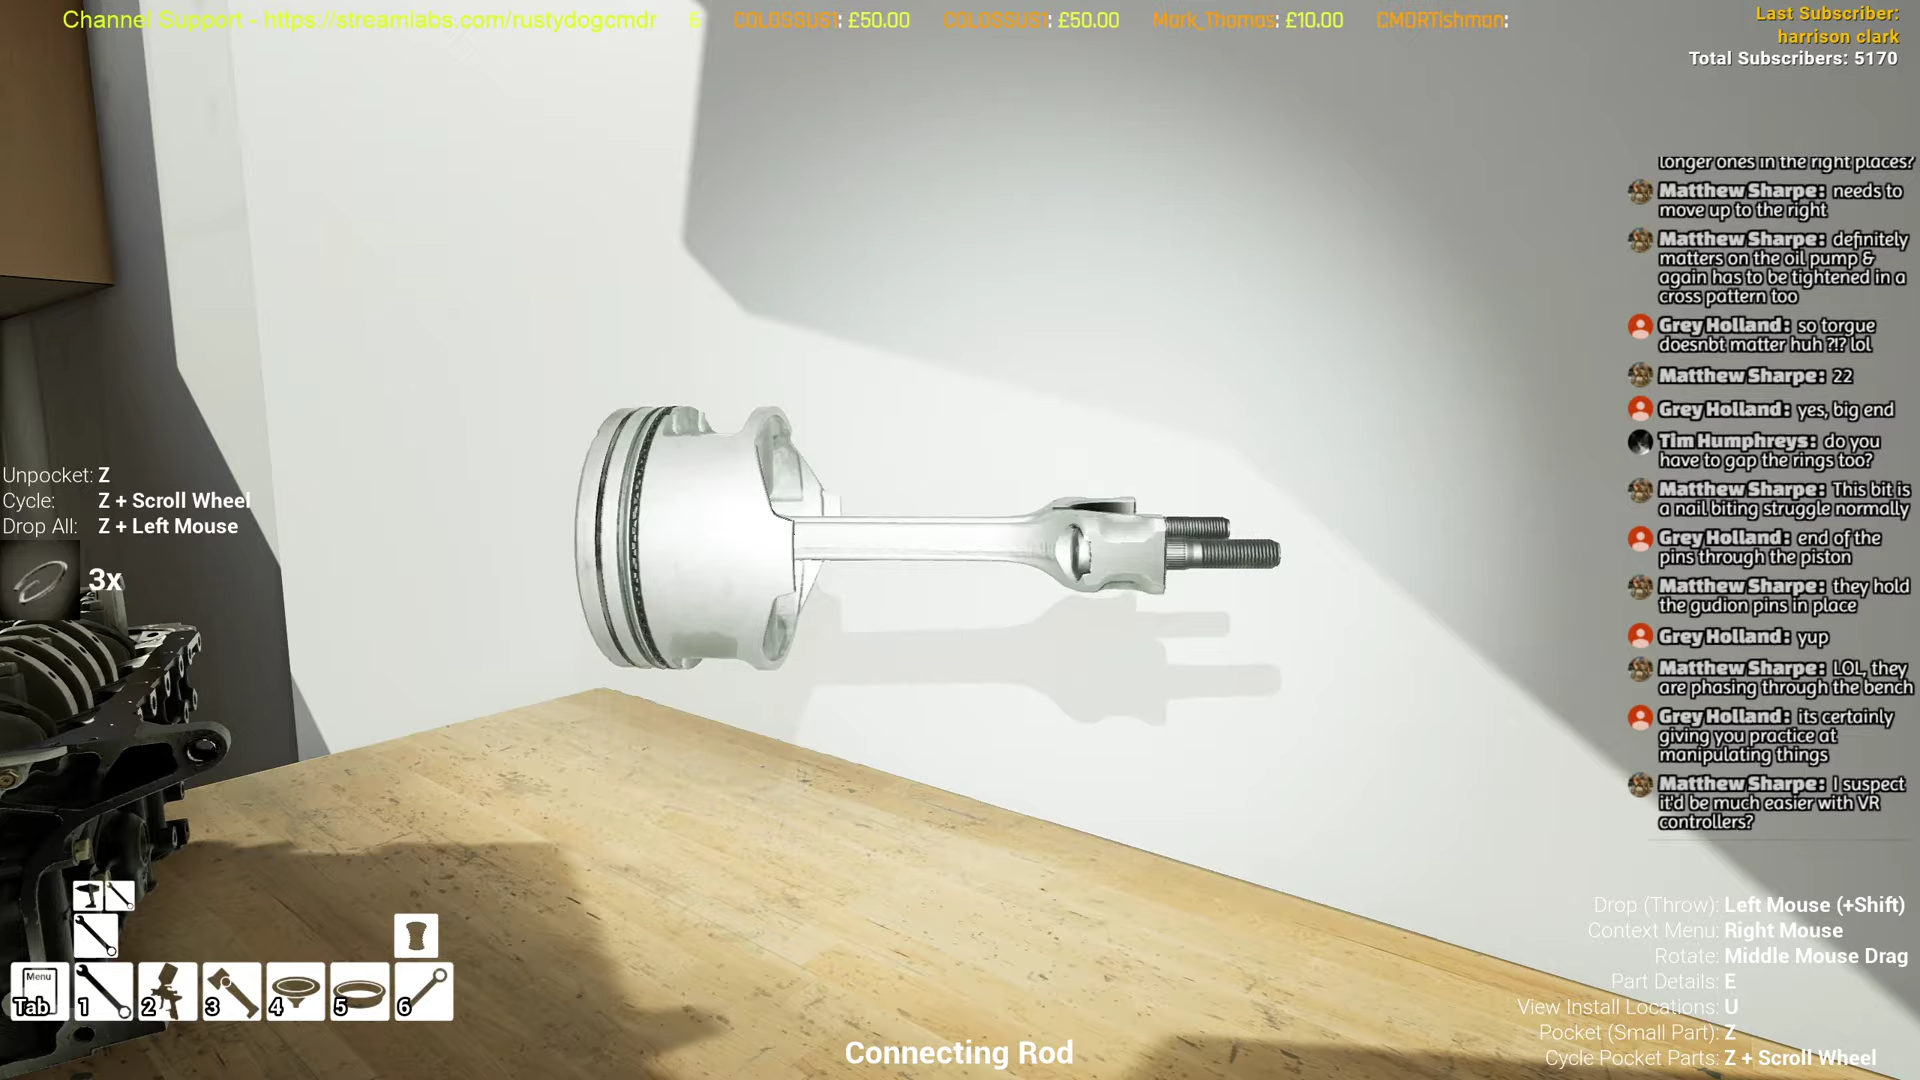 Channel Support - https://streamlabs.com/rustydogcmdr
6 COLOSSUS1: £50.00 COLOSSUS1: £50.00 Mark_Thomas: £10.00 CMDRTishman:
Last Subscriber:
harrison clark
Total Subscribers: 5170
longer ones in the right places?
Matthew Sharpe: needs to
move up to the right
Matthew Sharpe: definitely
matters on the oil pump &
again has to be tightened in a
cross pattern too
Grey Holland: so torgue
doesnbt matter huh ?!? lol
Matthew Sharpe: 22
Grey Holland: yes, big end
Tim Humphreys: do you
have to gap the rings too?
Matthew Sharpe: This bit is
a nail biting struggle normally
Grey Holland: end of the
pins through the piston
Matthew Sharpe: they hold
the gudion pins in place
Grey Holland: yup
Matthew Sharpe: LOL, they
are phasing through the bench
Grey Holland: its certainly
giving you practice at
manipulating things
Matthew Sharpe: I suspect
it'd be much easier with VR
controllers?
Unpocket: Z
Cycle: Z + Scroll Wheel
Drop All: Z + Left Mouse
3x
Menu
Tab 1 2 3 4 5 6
Connecting Rod
Drop (Throw): Left Mouse (+Shift)
Context Menu: Right Mouse
Rotate: Middle Mouse Drag
Part Details: E
View Install Locations: U
Pocket (Small Part): Z
Cycle Pocket Parts: Z + Scroll Wheel